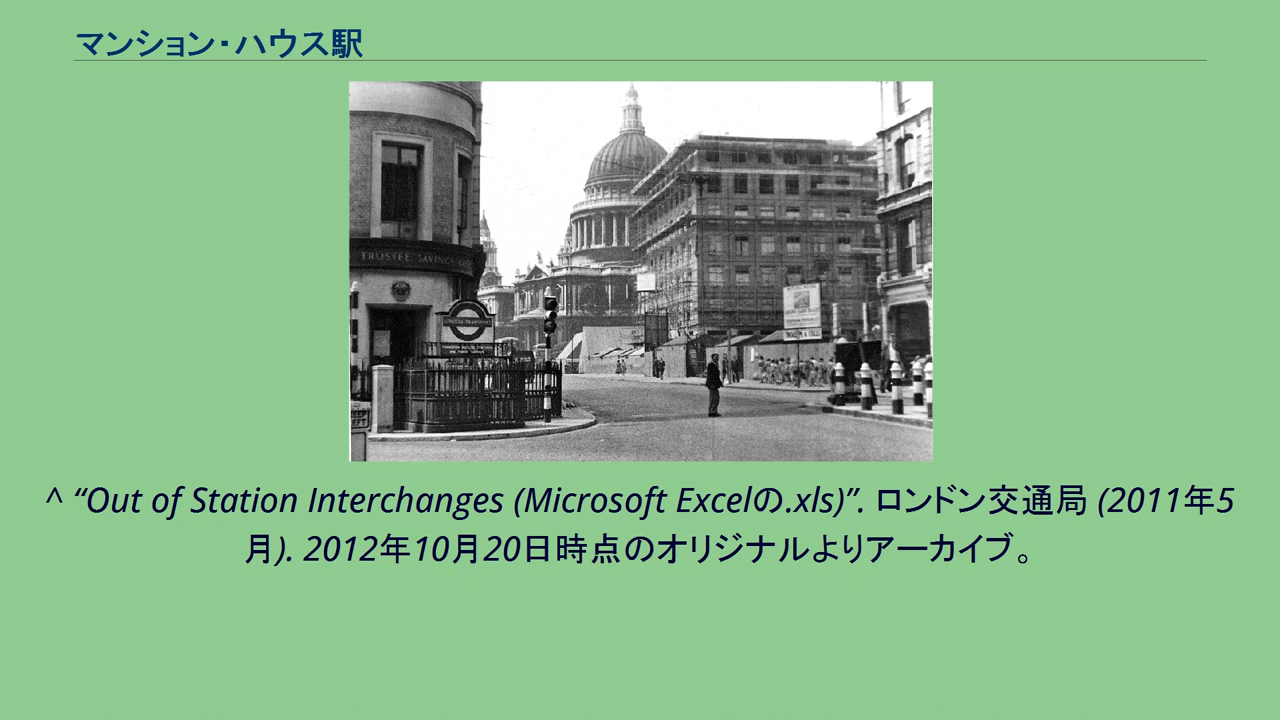 マンション・ハウス駅
TRUSTEE SAVINGS
^ “Out of Station Interchanges (Microsoft Excelの.xls)”. ロンドン交通局 (2011年5
月). 2012年10月20日時点のオリジナルよりアーカイブ。